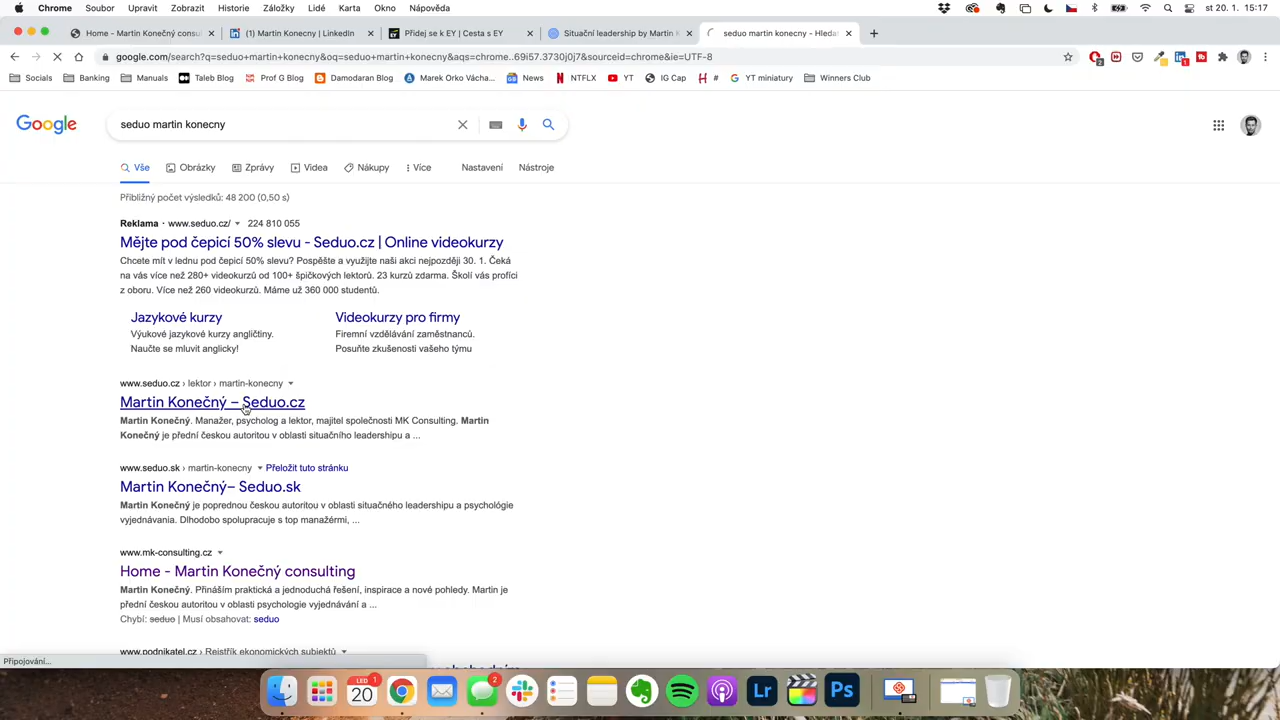 Chrome Soubor Upravit Zobrazit Historie Záložky Lidé Karta Okno Nápověda st 20. 1. 15:17
Home - Martin Konečný consu
(1) Martin Konečný | LinkedIn
Přidej se k EY | Cesta s EY
Situační leadership by Martin K
seduo martin konecny - Hledat
google.com/search?q=seduo+martin+konecny&oq=seduo+martin+konecny&aqs=chrome..69i57.3730j0j7&sourceid=chrome&ie=UTF-8
Socials Banking Manuals Taleb Blog Prof G Blog Damodaran Blog Marek Orko Vácha... News NTFLX YT IG Cap # YT miniatury Winners Club
Google
seduo martin konecny
Vše Obrázky Zprávy Videa Nákupy Více Nastavení Nástroje
Přibližný počet výsledků: 48 200 (0,50 s)
Reklama · www.seduo.cz/ 224 810 055
Mějte pod čepicí 50% slevu - Seduo.cz | Online videokurzy
Chcete mít v lednu pod čepicí 50% slevu? Pospěšte a využijte naši akci nejpozději 30. 1. Čeká
na vás více než 280+ videokurzů od 100+ špičkových lektorů. 23 kurzů zdarma. Školí vás profíci
z oboru. Více než 260 videokurzů. Máme už 360 000 studentů.
Jazykové kurzy
Výukové jazykové kurzy angličtiny.
Naučte se mluvit anglicky!
Videokurzy pro firmy
Firemní vzdělávání zaměstnanců.
Posuňte zkušenosti vašeho týmu
www.seduo.cz › lektor › martin-konecny
Martin Konečný – Seduo.cz
Martin Konečný. Manažer, psycholog a lektor, majitel společnosti MK Consulting. Martin
Konečný je přední českou autoritou v oblasti situačního leadershipu a ...
www.seduo.sk › martin-konecny Přeložit tuto stránku
Martin Konečný– Seduo.sk
Martin Konečný je poprednou českou autoritou v oblasti situačného leadershipu a psychológie
vyjednávania. Dlhodobo spolupracuje s top manažérmi, ...
www.mk-consulting.cz
Home - Martin Konečný consulting
Martin Konečný. Přináším praktická a jednoduchá řešení, inspirace a nové pohledy. Martin je
přední českou autoritou v oblasti psychologie vyjednávání a ...
Chybí: seduo | Musí obsahovat: seduo
www.podnikatel.cz › Rejstřík ekonomických subjektů
Připojování...
LED 1
20
2
Lr
Ps